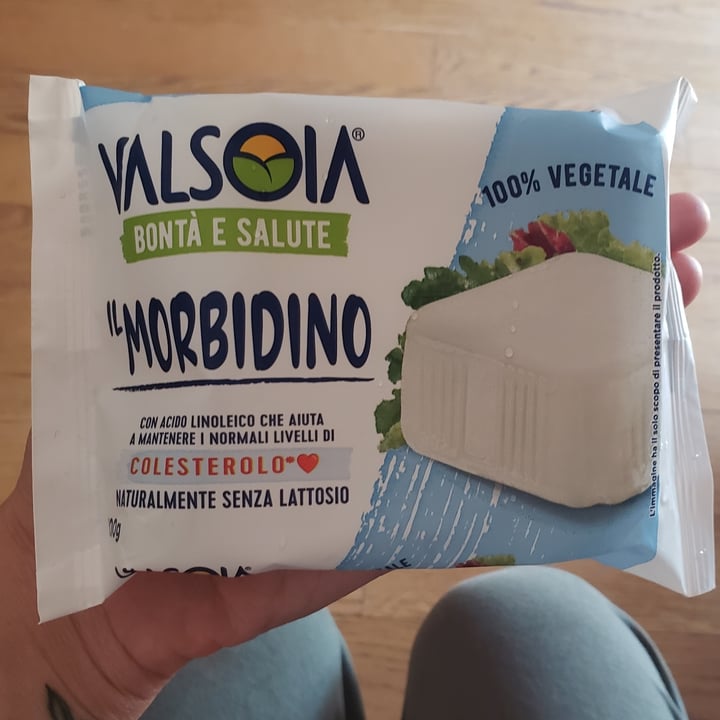 VALSOIA®
BONTÀ E SALUTE
100% VEGETALE
IL MORBIDINO
CON ACIDO LINOLEICO CHE AIUTA
A MANTENERE I NORMALI LIVELLI DI
COLESTEROLO*
NATURALMENTE SENZA LATTOSIO
L'immagine ha il solo scopo di presentare il prodotto.